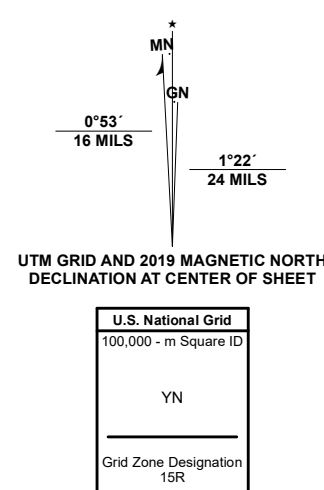 ★
MN
GN
0°53´
16 MILS
1°22´
24 MILS
UTM GRID AND 2019 MAGNETIC NORTH
DECLINATION AT CENTER OF SHEET
U.S. National Grid
100,000 - m Square ID
YN
Grid Zone Designation
15R